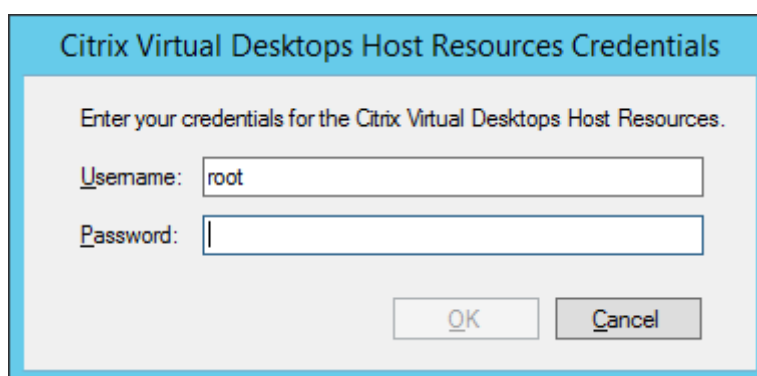 Citrix Virtual Desktops Host Resources Credentials
Enter your credentials for the Citrix Virtual Desktops Host Resources.
Username: root
Password:
OK Cancel